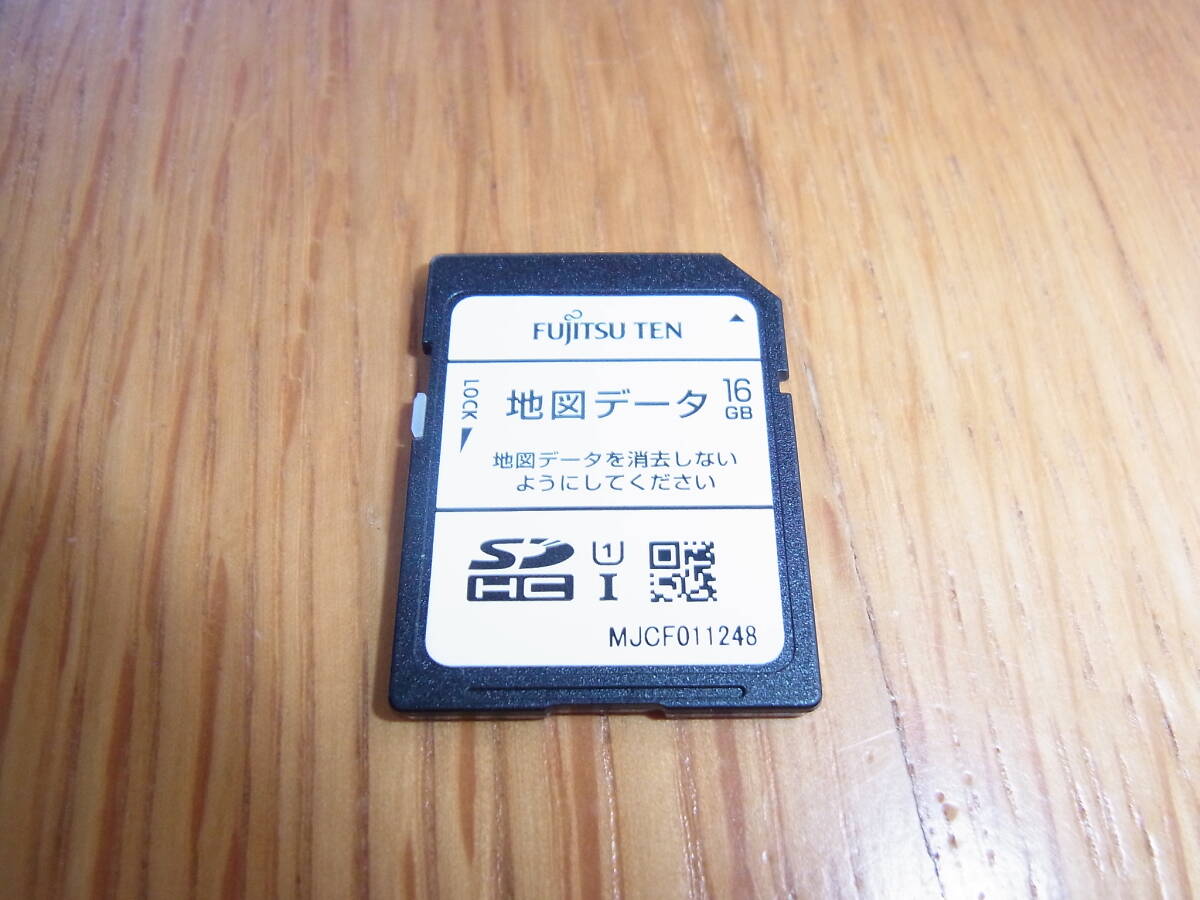 FUJITSU TEN
LOCK
地図データ
16
GB
地図データを消去しない
ようにしてください
SD
HC
1
I
MJCF011248